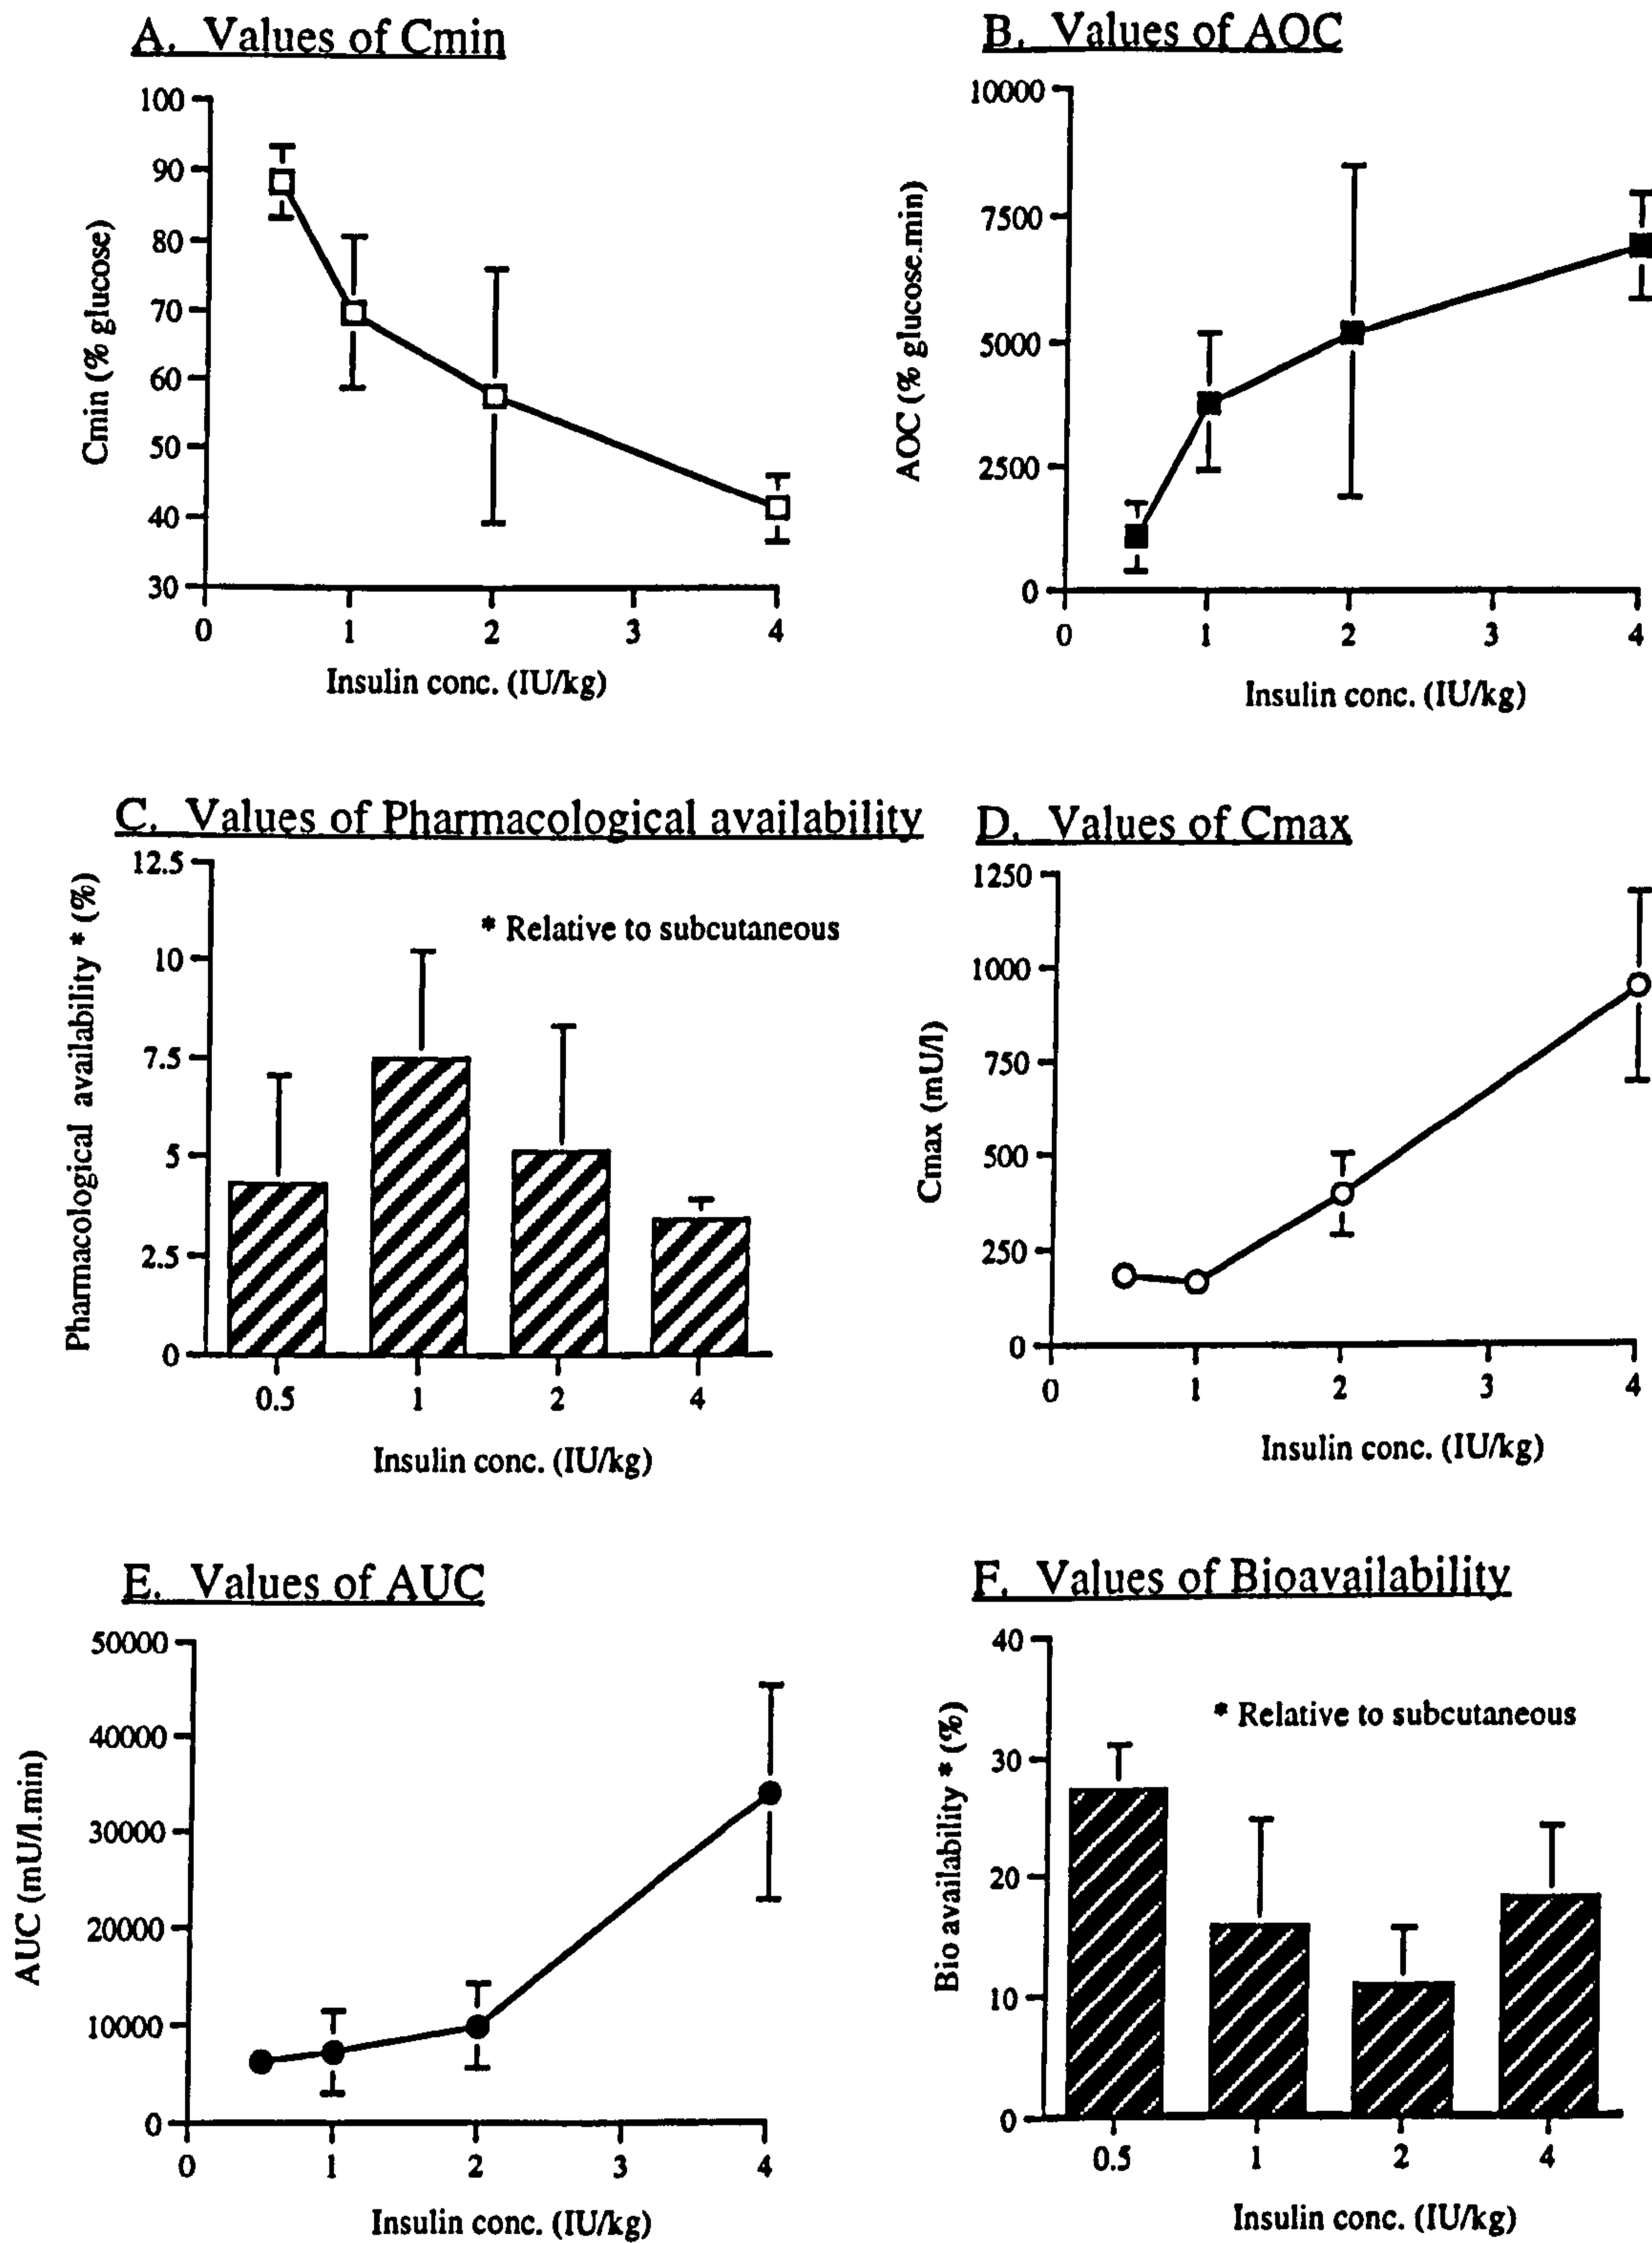 A. Values of Cmin
100
90
80
70
60
50
40
30
Cmin (% glucose)
0 1 2 3 4
Insulin conc. (IU/kg)
B. Values of AOC
10000
7500
5000
2500
0
AOC (% glucose.min)
0 1 2 3 4
Insulin conc. (IU/kg)
C. Values of Pharmacological availability
12.5
10
7.5
5
2.5
0
Pharmacological availability * (%)
* Relative to subcutaneous
0.5 1 2 4
Insulin conc. (IU/kg)
D. Values of Cmax
1250
1000
750
500
250
0
Cmax (mU/l)
0 1 2 3 4
Insulin conc. (IU/kg)
E. Values of AUC
50000
40000
30000
20000
10000
0
AUC (mU/l.min)
0 1 2 3 4
Insulin conc. (IU/kg)
F. Values of Bioavailability
40
30
20
10
0
Bio availability * (%)
* Relative to subcutaneous
0.5 1 2 4
Insulin conc. (IU/kg)